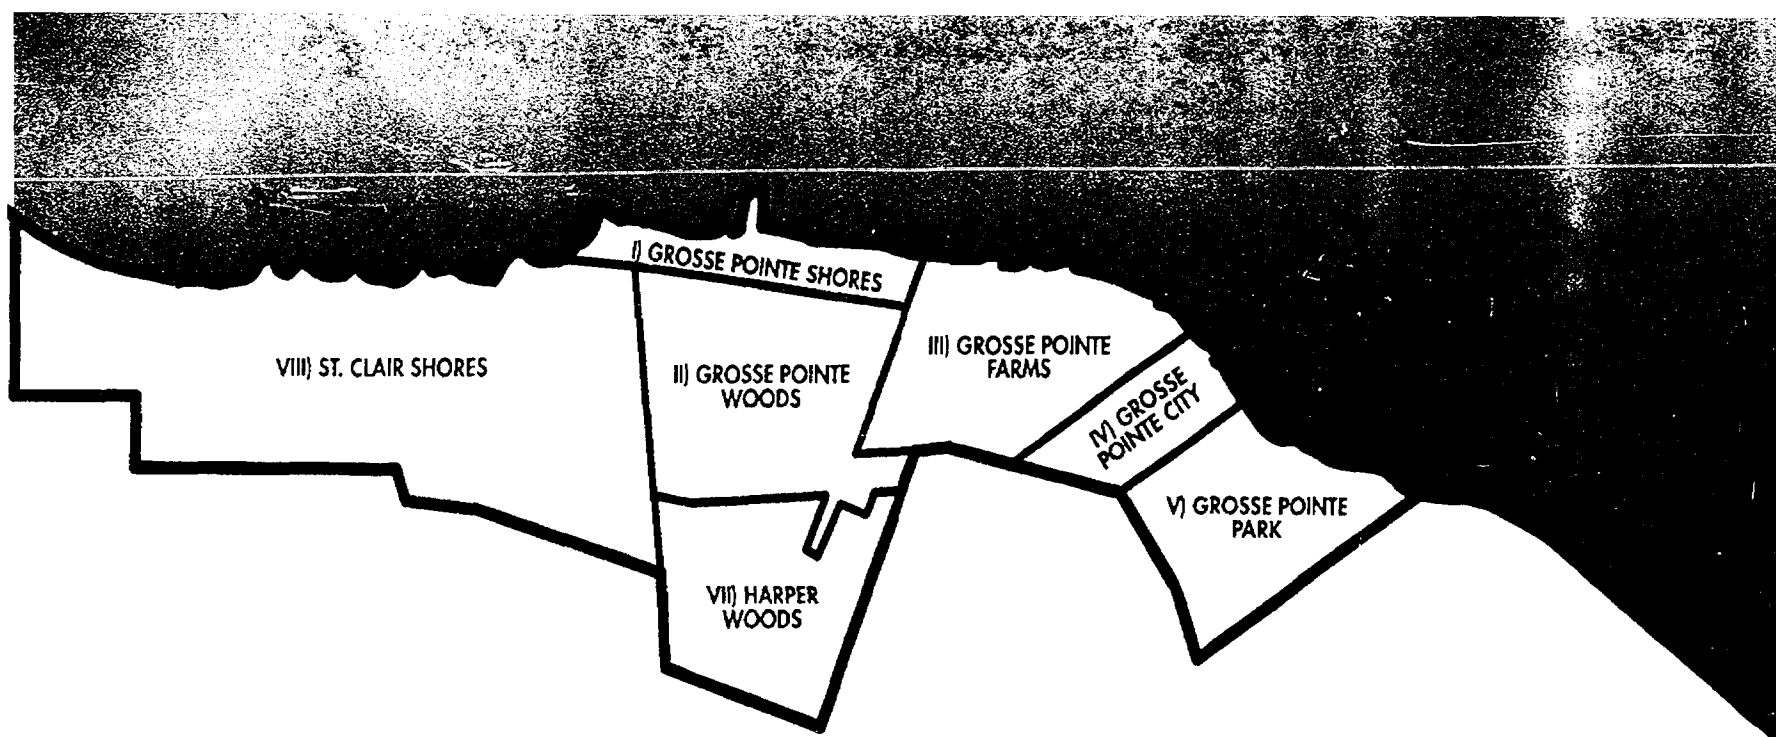 I) GROSSE POINTE SHORES
VIII) ST. CLAIR SHORES
II) GROSSE POINTE
WOODS
III) GROSSE POINTE
FARMS
IV) GROSSE
POINTE CITY
V) GROSSE POINTE
PARK
VII) HARPER
WOODS